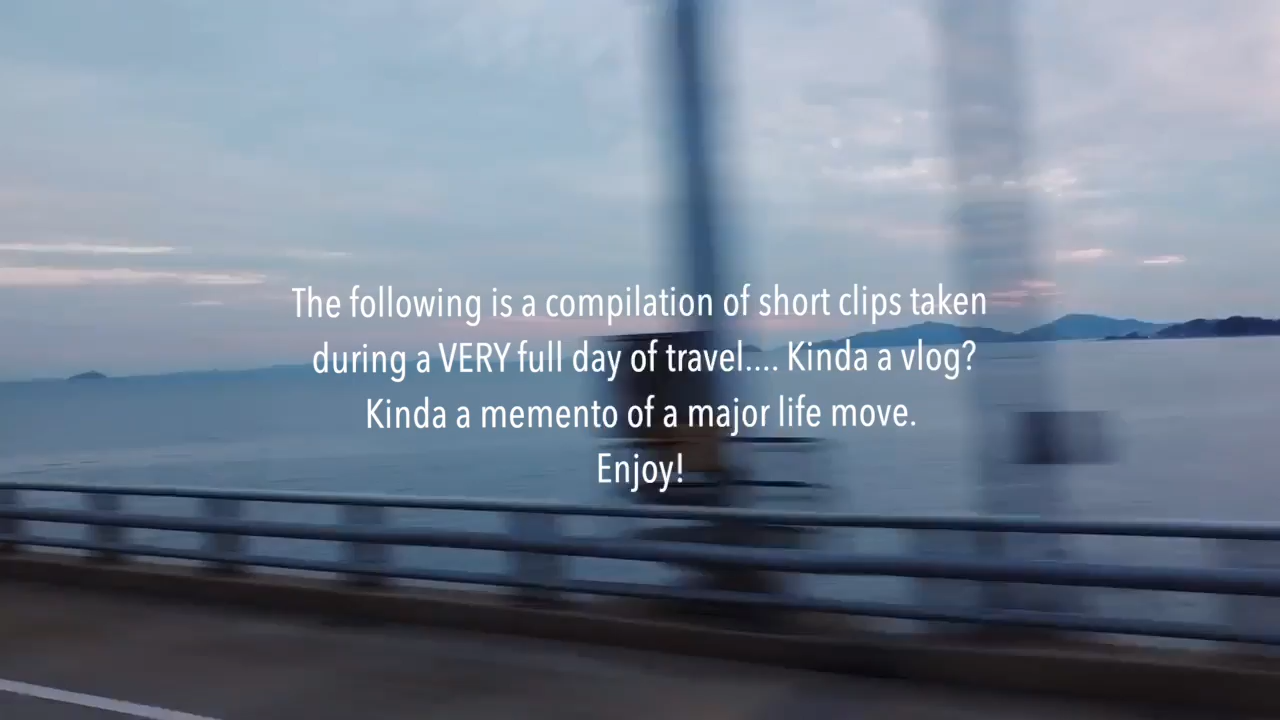 The following is a compilation of short clips taken
during a VERY full day of travel.... Kinda a vlog?
Kinda a memento of a major life move.
Enjoy!